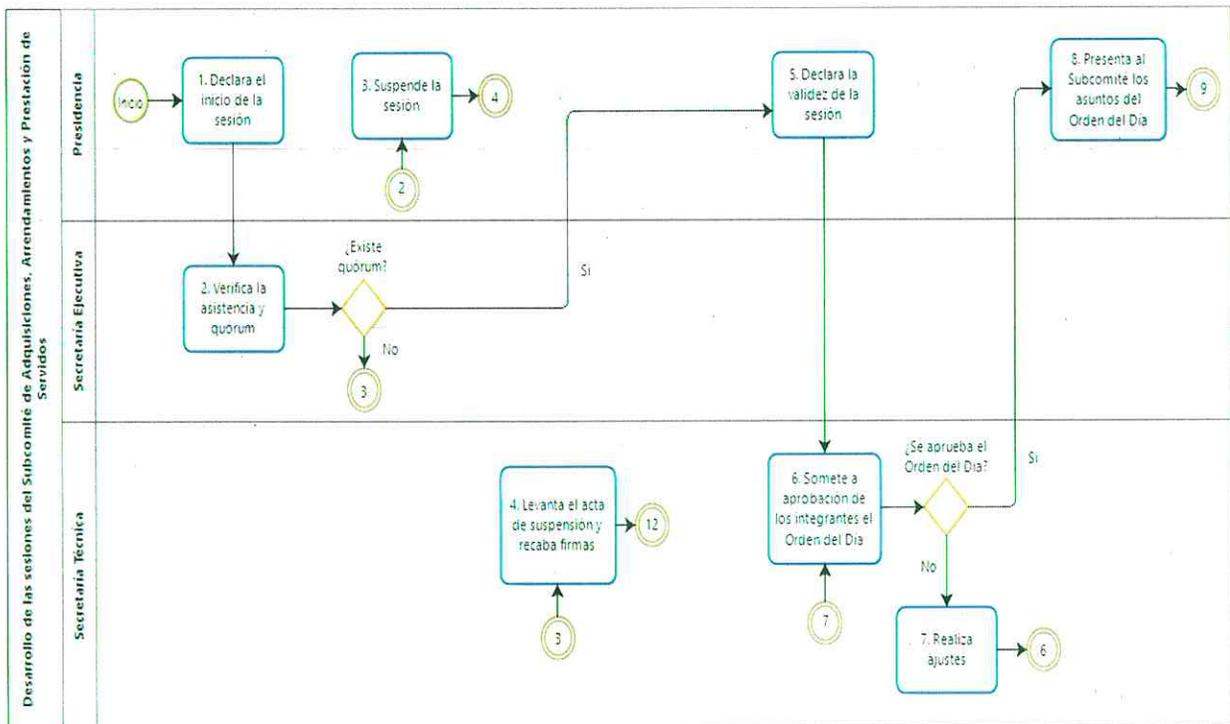 Desarrollo de las sesiones del Subcomité de Adquisiciones, Arrendamientos y Prestación de
Servidos
Presidencia
Inicio
1. Declara el
inicio de la
sesión
3. Suspende la
sesión
4
2
5. Declara la
validez de la
sesión
8. Presenta al
Subcomité los
asuntos del
Orden del Día
9
Secretaría Ejecutiva
2. Verifica la
asistencia y
quórum
¿Existe
quórum?
Si
No
3
Secretaría Técnica
4. Levanta el acta
de suspensión y
recaba firmas
12
3
6. Somete a
aprobación de
los integrantes el
Orden del Día
7
¿Se aprueba el
Orden del Día?
Si
No
7. Realiza
ajustes
6